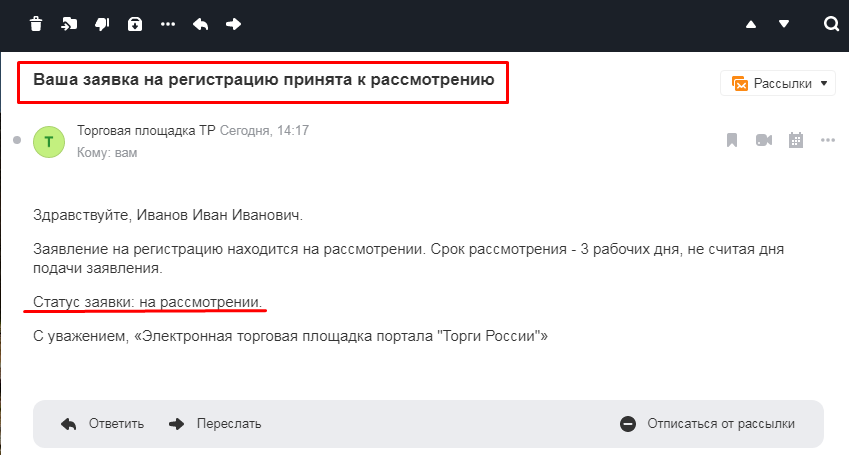 Ваша заявка на регистрацию принята к рассмотрению
Рассылки
Т
Торговая площадка ТР Сегодня, 14:17
Кому: вам
Здравствуйте, Иванов Иван Иванович.
Заявление на регистрацию находится на рассмотрении. Срок рассмотрения - 3 рабочих дня, не считая дня
подачи заявления.
Статус заявки: на рассмотрении.
С уважением, «Электронная торговая площадка портала "Торги России"»
Ответить
Переслать
Отписаться от рассылки